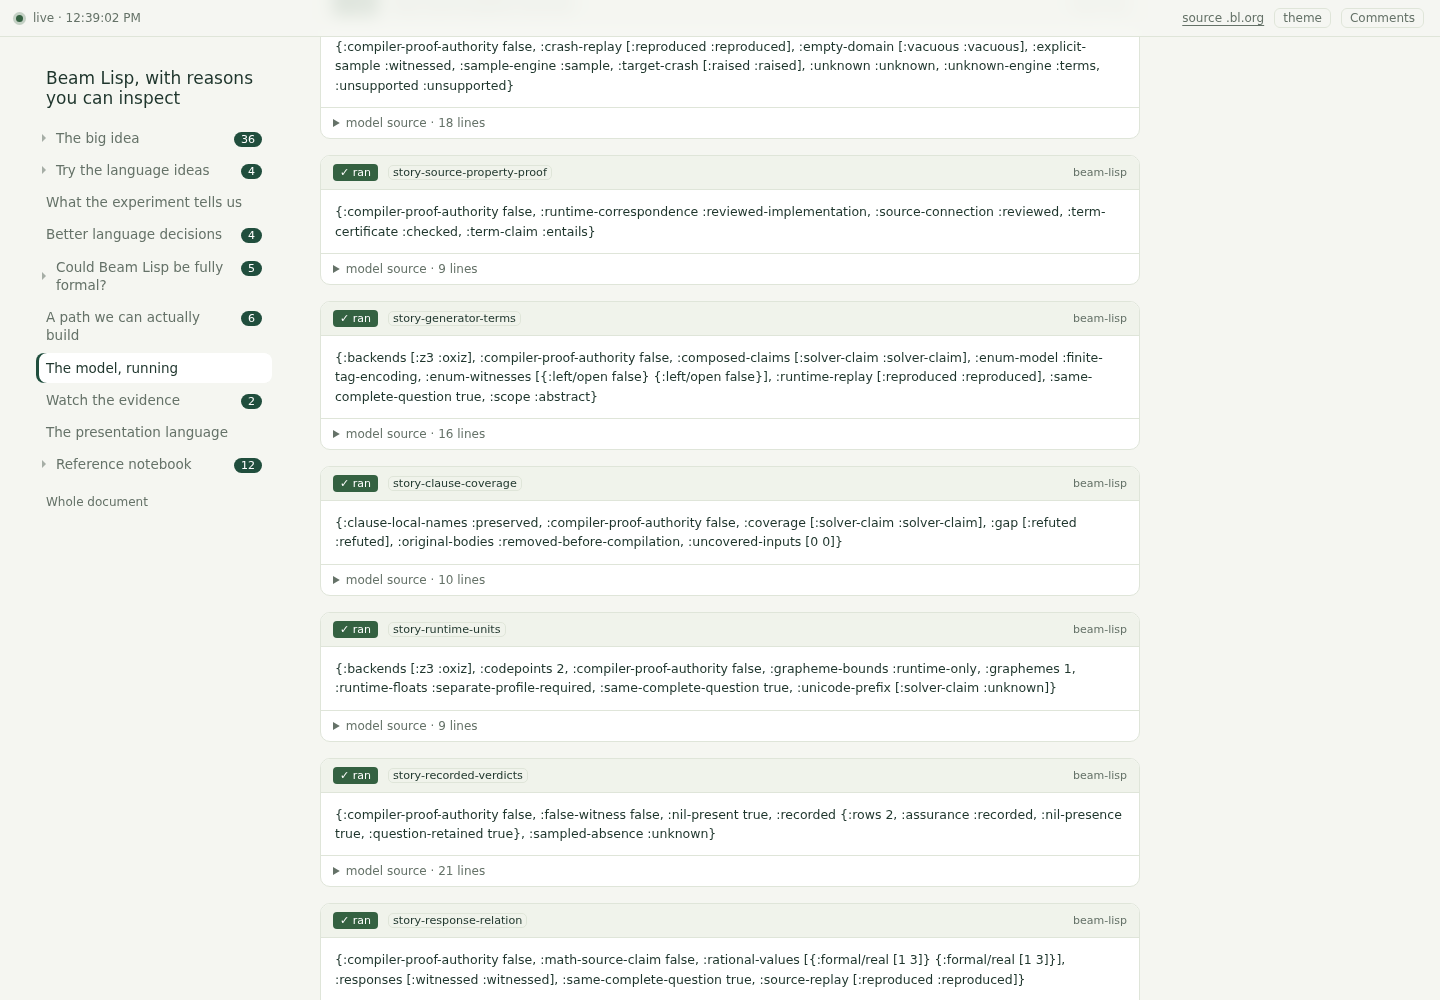 live · 12:39:02 PM
source .bl.org
theme
Comments
Beam Lisp, with reasons
you can inspect
The big idea 36
Try the language ideas 4
What the experiment tells us
Better language decisions 4
Could Beam Lisp be fully
formal? 5
A path we can actually
build 6
The model, running
Watch the evidence 2
The presentation language
Reference notebook 12
Whole document
{:compiler-proof-authority false, :crash-replay [:reproduced :reproduced], :empty-domain [:vacuous :vacuous], :explicit-
sample :witnessed, :sample-engine :sample, :target-crash [:raised :raised], :unknown :unknown, :unknown-engine :terms,
:unsupported :unsupported}
▶ model source · 18 lines
✓ ran story-source-property-proof beam-lisp
{:compiler-proof-authority false, :runtime-correspondence :reviewed-implementation, :source-connection :reviewed, :term-
certificate :checked, :term-claim :entails}
▶ model source · 9 lines
✓ ran story-generator-terms beam-lisp
{:backends [:z3 :oxiz], :compiler-proof-authority false, :composed-claims [:solver-claim :solver-claim], :enum-model :finite-
tag-encoding, :enum-witnesses [{:left/open false} {:left/open false}], :runtime-replay [:reproduced :reproduced], :same-
complete-question true, :scope :abstract}
▶ model source · 16 lines
✓ ran story-clause-coverage beam-lisp
{:clause-local-names :preserved, :compiler-proof-authority false, :coverage [:solver-claim :solver-claim], :gap [:refuted
:refuted], :original-bodies :removed-before-compilation, :uncovered-inputs [0 0]}
▶ model source · 10 lines
✓ ran story-runtime-units beam-lisp
{:backends [:z3 :oxiz], :codepoints 2, :compiler-proof-authority false, :grapheme-bounds :runtime-only, :graphemes 1,
:runtime-floats :separate-profile-required, :same-complete-question true, :unicode-prefix [:solver-claim :unknown]}
▶ model source · 9 lines
✓ ran story-recorded-verdicts beam-lisp
{:compiler-proof-authority false, :false-witness false, :nil-present true, :recorded {:rows 2, :assurance :recorded, :nil-presence
true, :question-retained true}, :sampled-absence :unknown}
▶ model source · 21 lines
✓ ran story-response-relation beam-lisp
{:compiler-proof-authority false, :math-source-claim false, :rational-values [{:formal/real [1 3]} {:formal/real [1 3]}],
:responses [:witnessed :witnessed], :same-complete-question true, :source-replay [:reproduced :reproduced]}